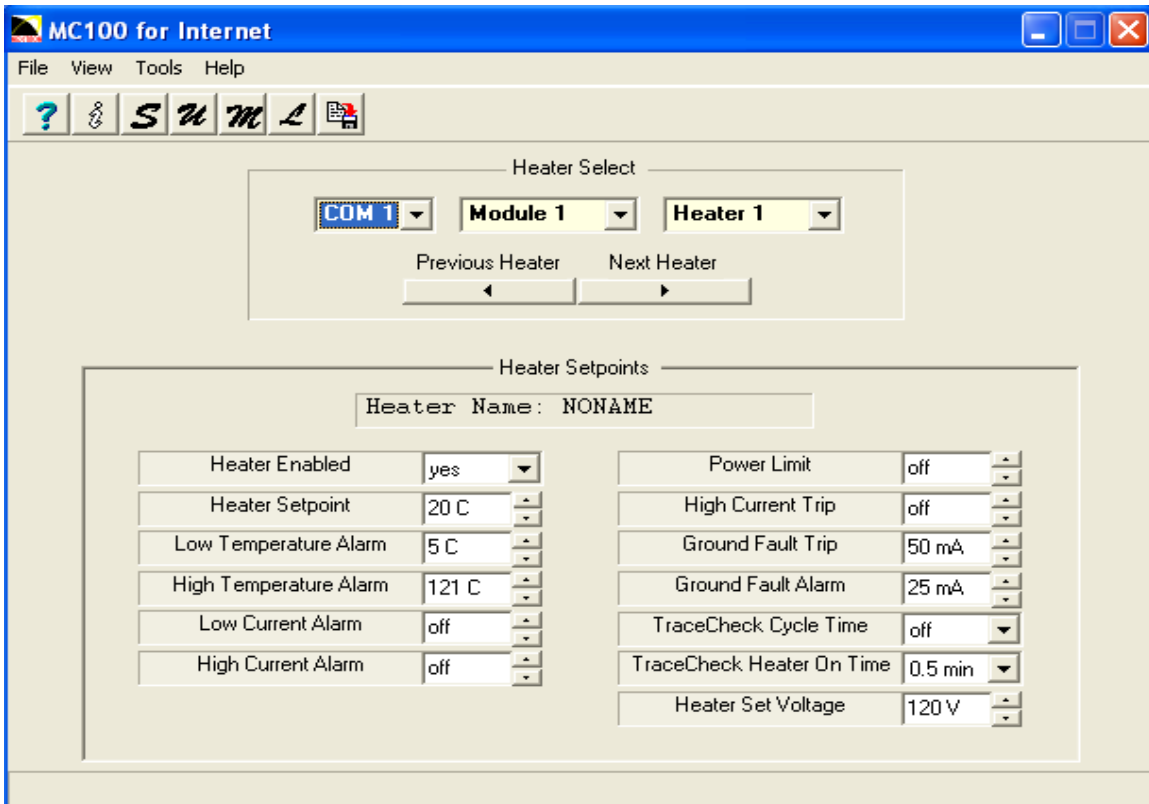 MC100 for Internet
File View Tools Help
? i S U M L
Heater Select
COM 1 Module 1 Heater 1
Previous Heater Next Heater
Heater Setpoints
Heater Name: NONAME
Heater Enabled yes
Heater Setpoint 20 C
Low Temperature Alarm 5 C
High Temperature Alarm 121 C
Low Current Alarm off
High Current Alarm off
Power Limit off
High Current Trip off
Ground Fault Trip 50 mA
Ground Fault Alarm 25 mA
TraceCheck Cycle Time off
TraceCheck Heater On Time 0.5 min
Heater Set Voltage 120 V